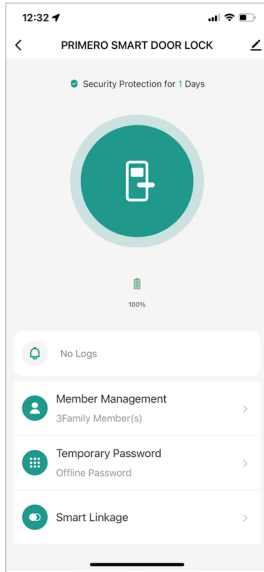 12:32
PRIMERO SMART DOOR LOCK
Security Protection for 1 Days
100%
No Logs
Member Management
3Family Member(s)
Temporary Password
Offline Password
Smart Linkage